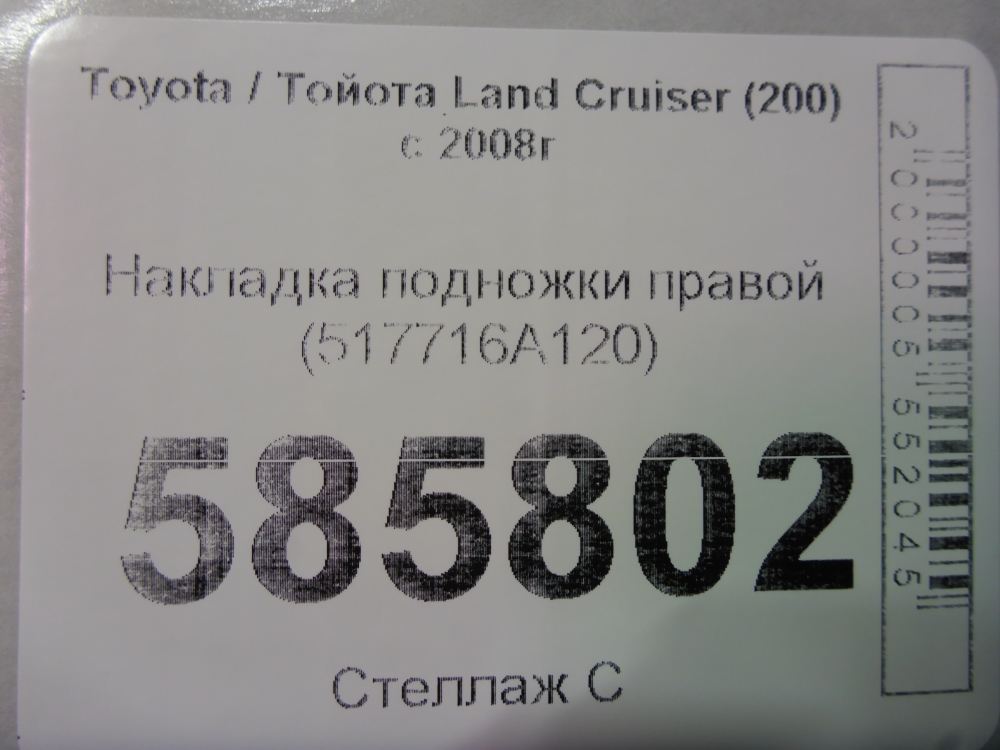 Toyota / Тойота Land Cruiser (200)
с 2008г
Накладка подножки правой
(517716A120)
585802
Стеллаж С
2000005552045